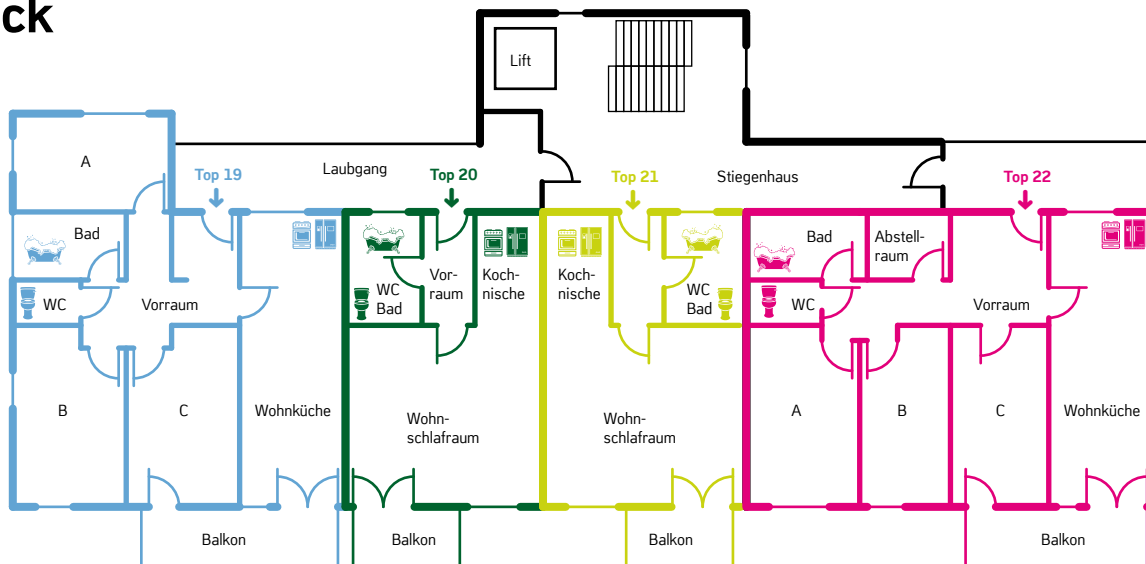 ck
Lift
A
Laubgang
Stiegenhaus
Top 19
Top 20
Top 21
Top 22
Bad
WC
Vorraum
B
C
Wohnküche
Balkon
WC
Bad
Vor-
raum
Koch-
nische
Wohn-
schlafraum
Balkon
Koch-
nische
WC
Bad
Wohn-
schlafraum
Balkon
Bad
Abstell-
raum
WC
Vorraum
A
B
C
Wohnküche
Balkon